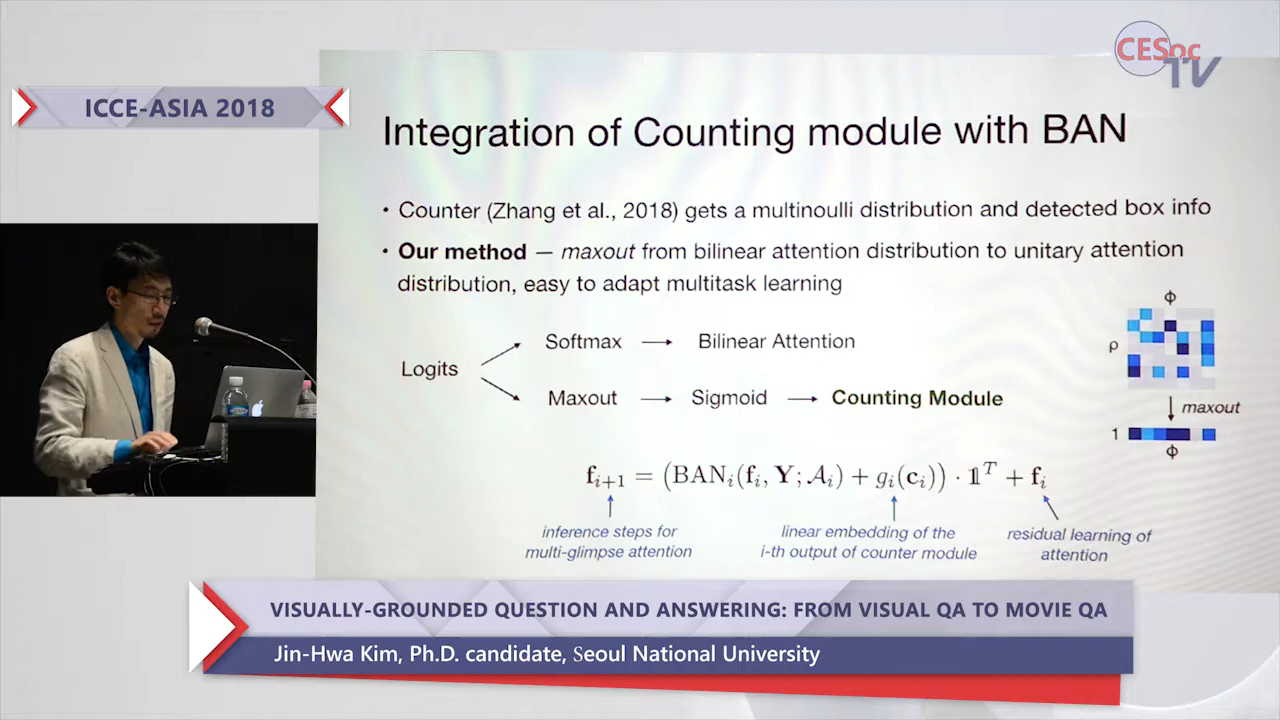 CESoc
TV
ICCE-ASIA 2018
Integration of Counting module with BAN
• Counter (Zhang et al., 2018) gets a multinoulli distribution and detected box info
• Our method — maxout from bilinear attention distribution to unitary attention
distribution, easy to adapt multitask learning
Logits
Softmax → Bilinear Attention
Maxout → Sigmoid → Counting Module
Φ
ρ
maxout
1
Φ
f_{i+1} = (BAN_i(f_i, Y; A_i) + g_i(c_i)) · 𝟙^T + f_i
inference steps for
multi-glimpse attention
linear embedding of the
i-th output of counter module
residual learning of
attention
VISUALLY-GROUNDED QUESTION AND ANSWERING: FROM VISUAL QA TO MOVIE QA
Jin-Hwa Kim, Ph.D. candidate, Seoul National University